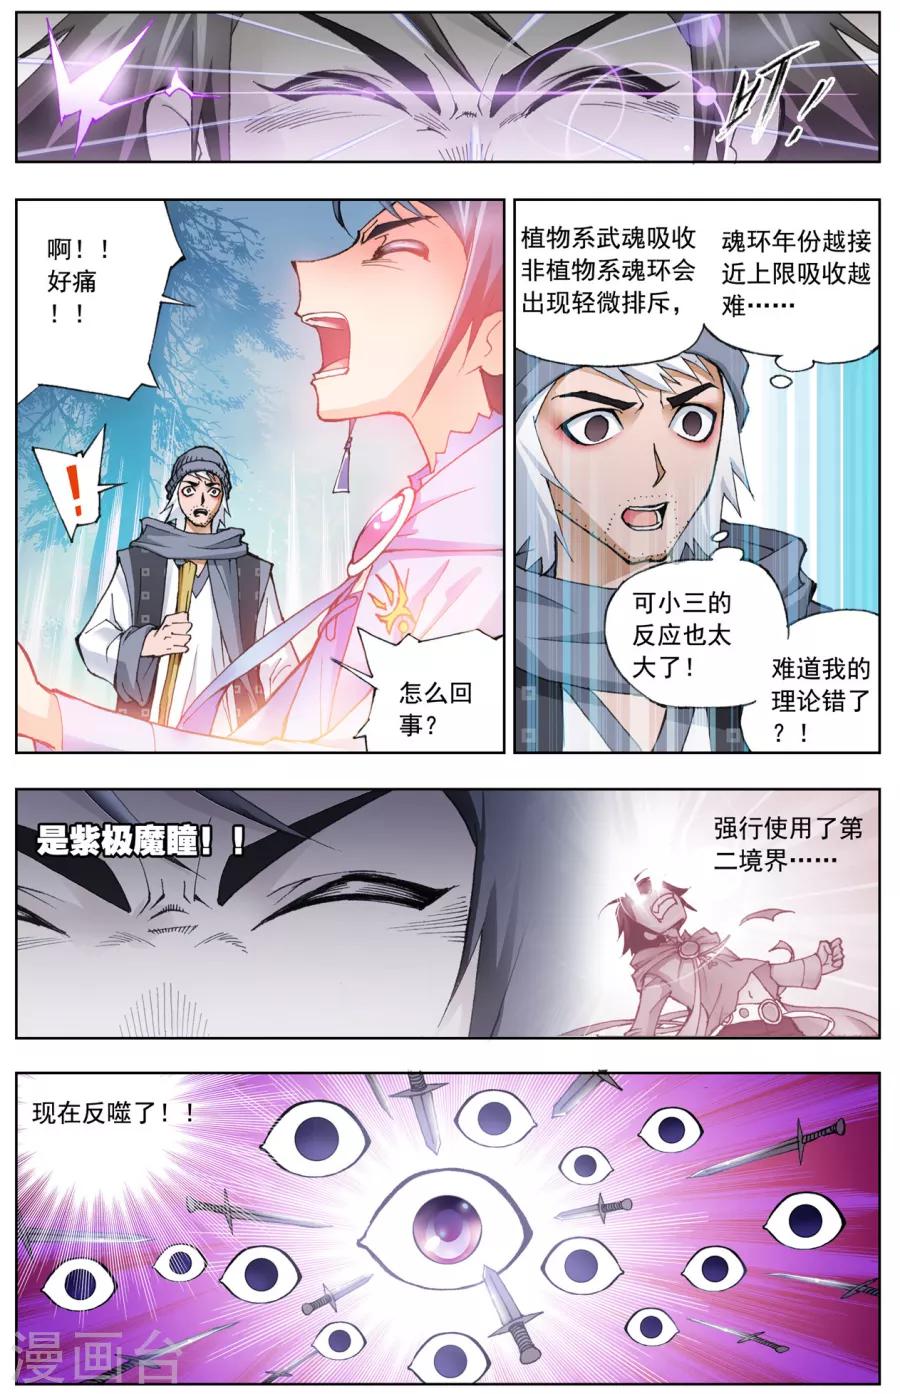 叮！
啊！！
好痛
！！
！
怎么回
事？
植物系武魂吸收
非植物系魂环会
出现轻微排斥，
魂环年份越接
近上限吸收越
难……
可小三的
反应也太
大了！
难道我的
理论错了
？！
是紫极魔瞳！！
强行使用了第
二境界……
现在反噬了！！
漫画台